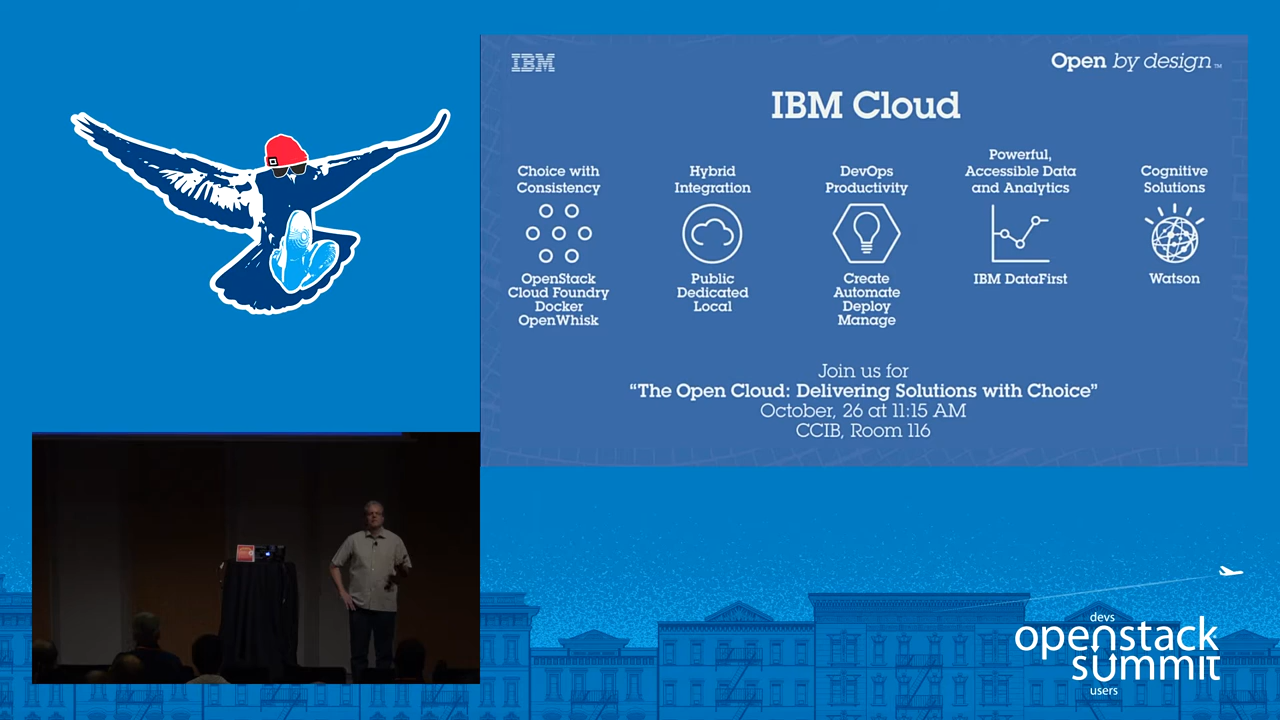 IBM
Open by design™
IBM Cloud
Choice with
Consistency
OpenStack
Cloud Foundry
Docker
OpenWhisk
Hybrid
Integration
Public
Dedicated
Local
DevOps
Productivity
Create
Automate
Deploy
Manage
Powerful,
Accessible Data
and Analytics
IBM DataFirst
Cognitive
Solutions
Watson
Join us for
“The Open Cloud: Delivering Solutions with Choice”
October, 26 at 11:15 AM
CCIB, Room 116
devs
openstack
summit
users